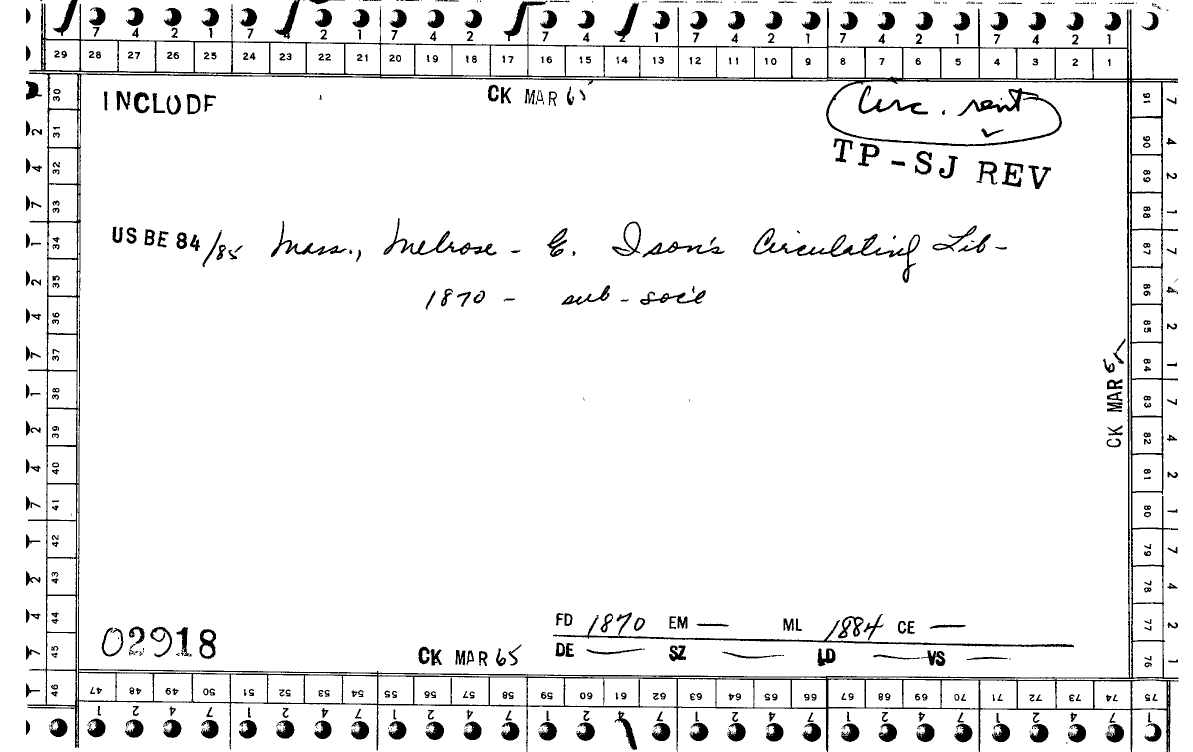 7 4 2 1 7 4 2 1 7 4 2 1 7 4 2 1 7 4 2 1 7 4 2 1 7 4 2 1
29 28 27 26 25 24 23 22 21 20 19 18 17 16 15 14 13 12 11 10 9 8 7 6 5 4 3 2 1
INCLUDE
CK MAR 65
Circ. rent
TP-SJ REV
US BE 84/85 Mass., Melrose - E. Ison's Circulating Lib-
1870 - sub-soc'l
CK MAR 65
FD 1870 EM — ML 1884 CE —
DE — SZ — LD — VS —
02918
CK MAR 65
30 31 32 33 34 35 36 37 38 39 40 41 42 43 44 45 46
91 90 89 88 87 86 85 84 83 82 81 80 79 78 77 76 75
47 48 49 50 51 52 53 54 55 56 57 58 59 60 61 62 63 64 65 66 67 68 69 70 71 72 73 74 75
1 2 4 7 1 2 4 7 1 2 4 7 1 2 4 7 1 2 4 7 1 2 4 7 1 2 4 7